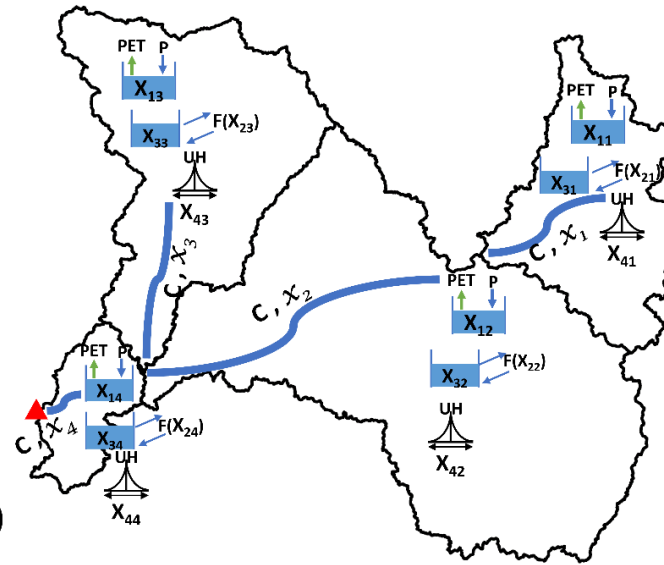 PET P
X13
X33
F(X23)
UH
X43
C, x3
PET P
X11
X31
F(X21)
UH
X41
C, x1
C, x2
PET P
X12
X32
F(X22)
UH
X42
PET P
X14
X34
F(X24)
UH
X44
C, x4
)